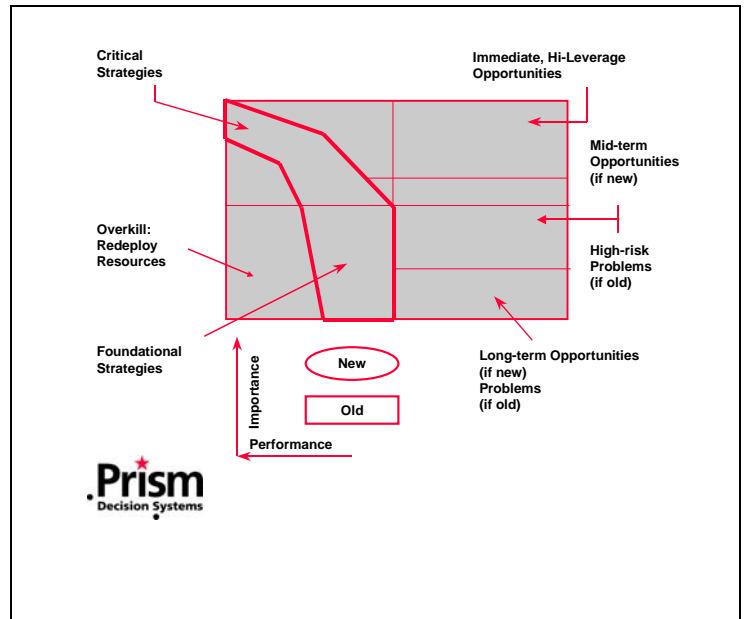 Critical
Strategies
Immediate, Hi-Leverage
Opportunities
Mid-term
Opportunities
(if new)
Overkill:
Redeploy
Resources
High-risk
Problems
(if old)
Foundational
Strategies
Long-term Opportunities
(if new)
Problems
(if old)
New
Old
Importance
Performance
Prism
Decision Systems